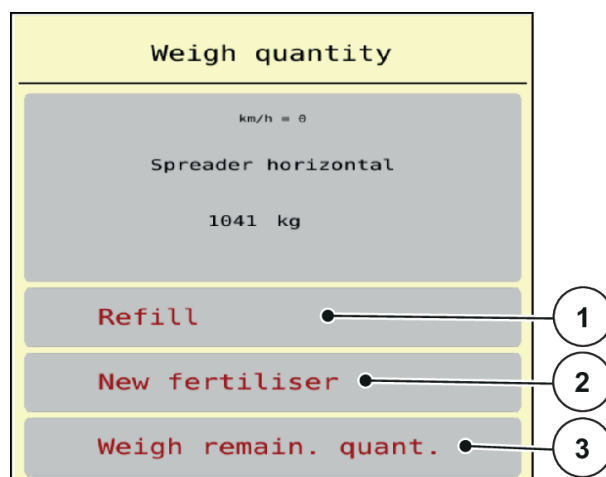 Weigh quantity
km/h = 0
Spreader horizontal
1041 kg
Refill
1
New fertiliser
2
Weigh remain. quant.
3